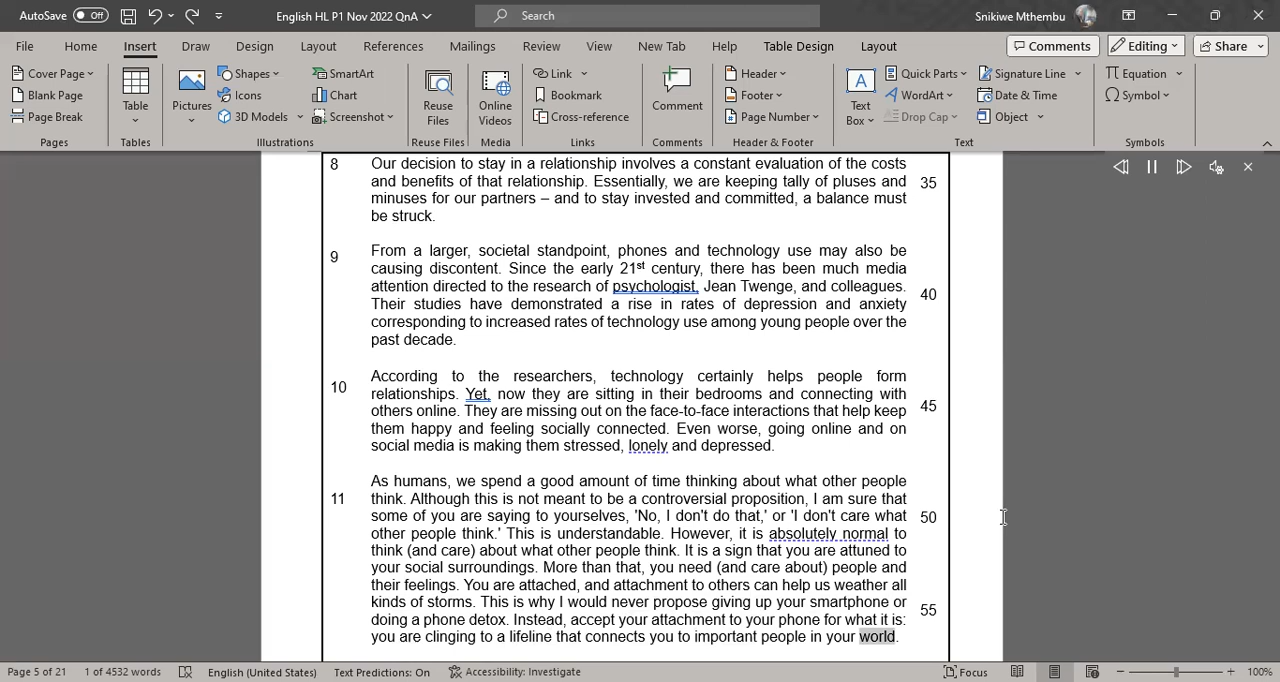 AutoSave Off English HL P1 Nov 2022 QnA Search Snikiwe Mthembu
File Home Insert Draw Design Layout References Mailings Review View New Tab Help Table Design Layout Comments Editing Share
Cover Page
Blank Page
Page Break
Pages
Table
Tables
Pictures
Shapes
Icons
3D Models
SmartArt
Chart
Screenshot
Illustrations
Reuse
Files
Reuse Files
Online
Videos
Media
Link
Bookmark
Cross-reference
Links
Comment
Comments
Header
Footer
Page Number
Header & Footer
Text
Box
Quick Parts
WordArt
Drop Cap
Signature Line
Date & Time
Object
Text
Equation
Symbol
Symbols
8 Our decision to stay in a relationship involves a constant evaluation of the costs
and benefits of that relationship. Essentially, we are keeping tally of pluses and 35
minuses for our partners – and to stay invested and committed, a balance must
be struck.
9 From a larger, societal standpoint, phones and technology use may also be
causing discontent. Since the early 21st century, there has been much media
attention directed to the research of psychologist, Jean Twenge, and colleagues. 40
Their studies have demonstrated a rise in rates of depression and anxiety
corresponding to increased rates of technology use among young people over the
past decade.
10 According to the researchers, technology certainly helps people form
relationships. Yet, now they are sitting in their bedrooms and connecting with
others online. They are missing out on the face-to-face interactions that help keep 45
them happy and feeling socially connected. Even worse, going online and on
social media is making them stressed, lonely and depressed.
As humans, we spend a good amount of time thinking about what other people
11 think. Although this is not meant to be a controversial proposition, I am sure that
some of you are saying to yourselves, 'No, I don't do that,' or 'I don't care what 50
other people think.' This is understandable. However, it is absolutely normal to
think (and care) about what other people think. It is a sign that you are attuned to
your social surroundings. More than that, you need (and care about) people and
their feelings. You are attached, and attachment to others can help us weather all
kinds of storms. This is why I would never propose giving up your smartphone or 55
doing a phone detox. Instead, accept your attachment to your phone for what it is:
you are clinging to a lifeline that connects you to important people in your world.
Page 5 of 21 1 of 4532 words English (United States) Text Predictions: On Accessibility: Investigate Focus 100%